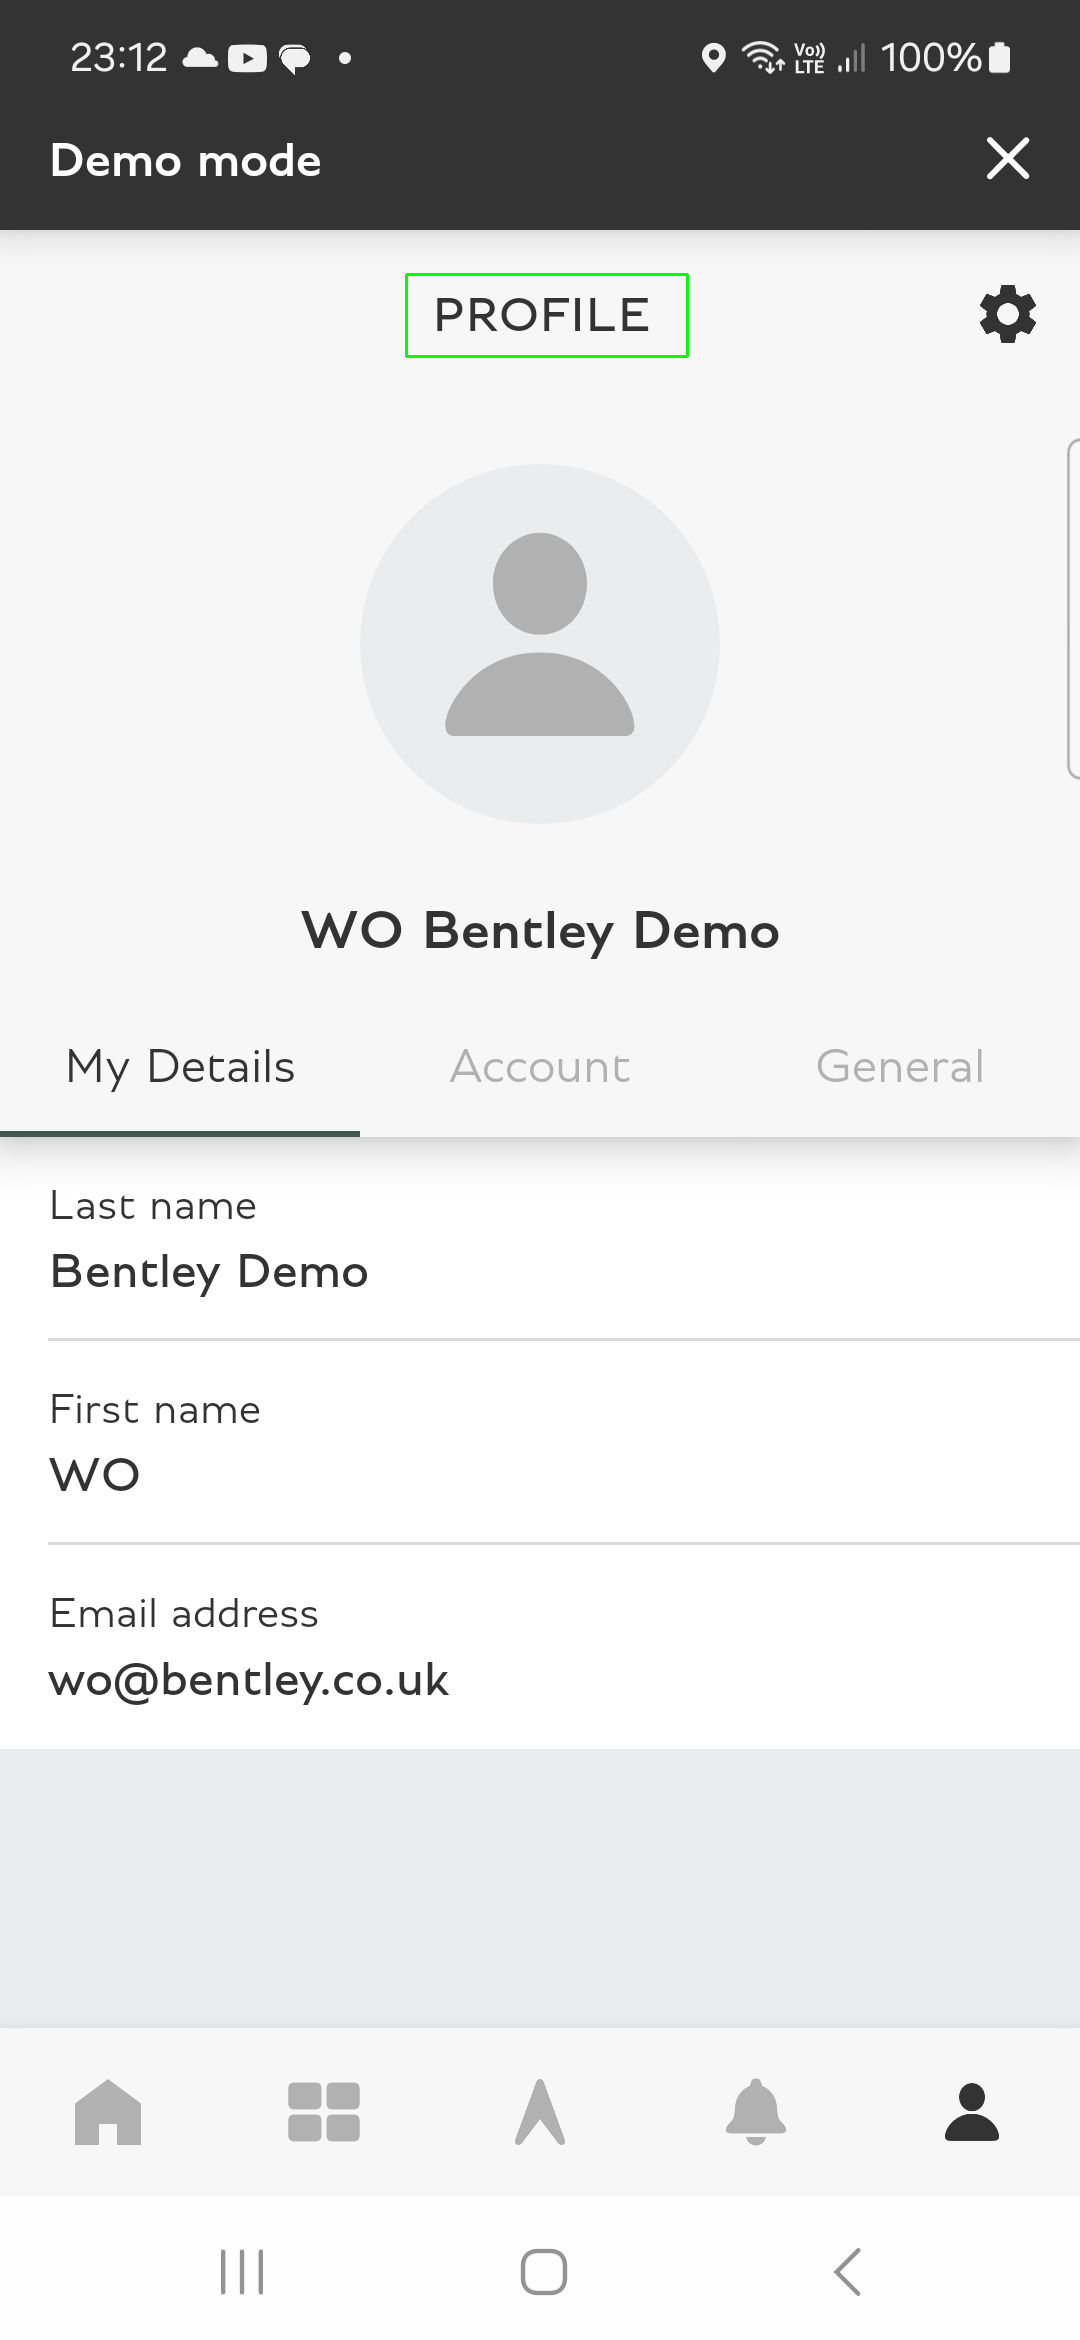 23:12 Vo)) LTE 100%
Demo mode
PROFILE
WO Bentley Demo
My Details Account General
Last name
Bentley Demo
First name
WO
Email address
wo@bentley.co.uk